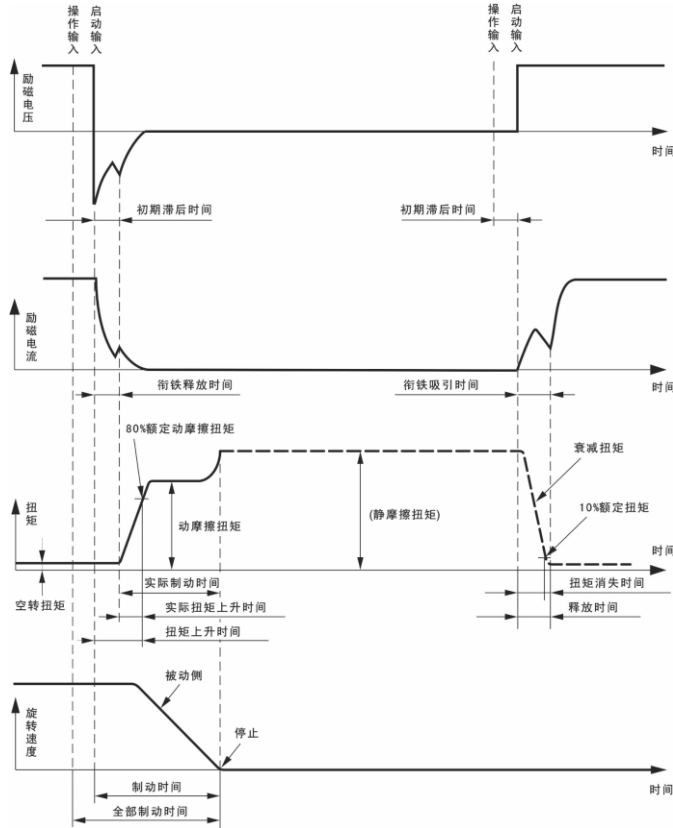 操作输入
启动输入
操作输入
启动输入
励磁电压
时间
初期滞后时间
初期滞后时间
励磁电流
时间
衔铁释放时间
衔铁吸引时间
80%额定动摩擦扭矩
衰减扭矩
扭矩
动摩擦扭矩
(静摩擦扭矩)
10%额定扭矩
时间
空转扭矩
实际制动时间
扭矩消失时间
实际扭矩上升时间
释放时间
扭矩上升时间
被动侧
旋转速度
停止
制动时间
时间
全部制动时间